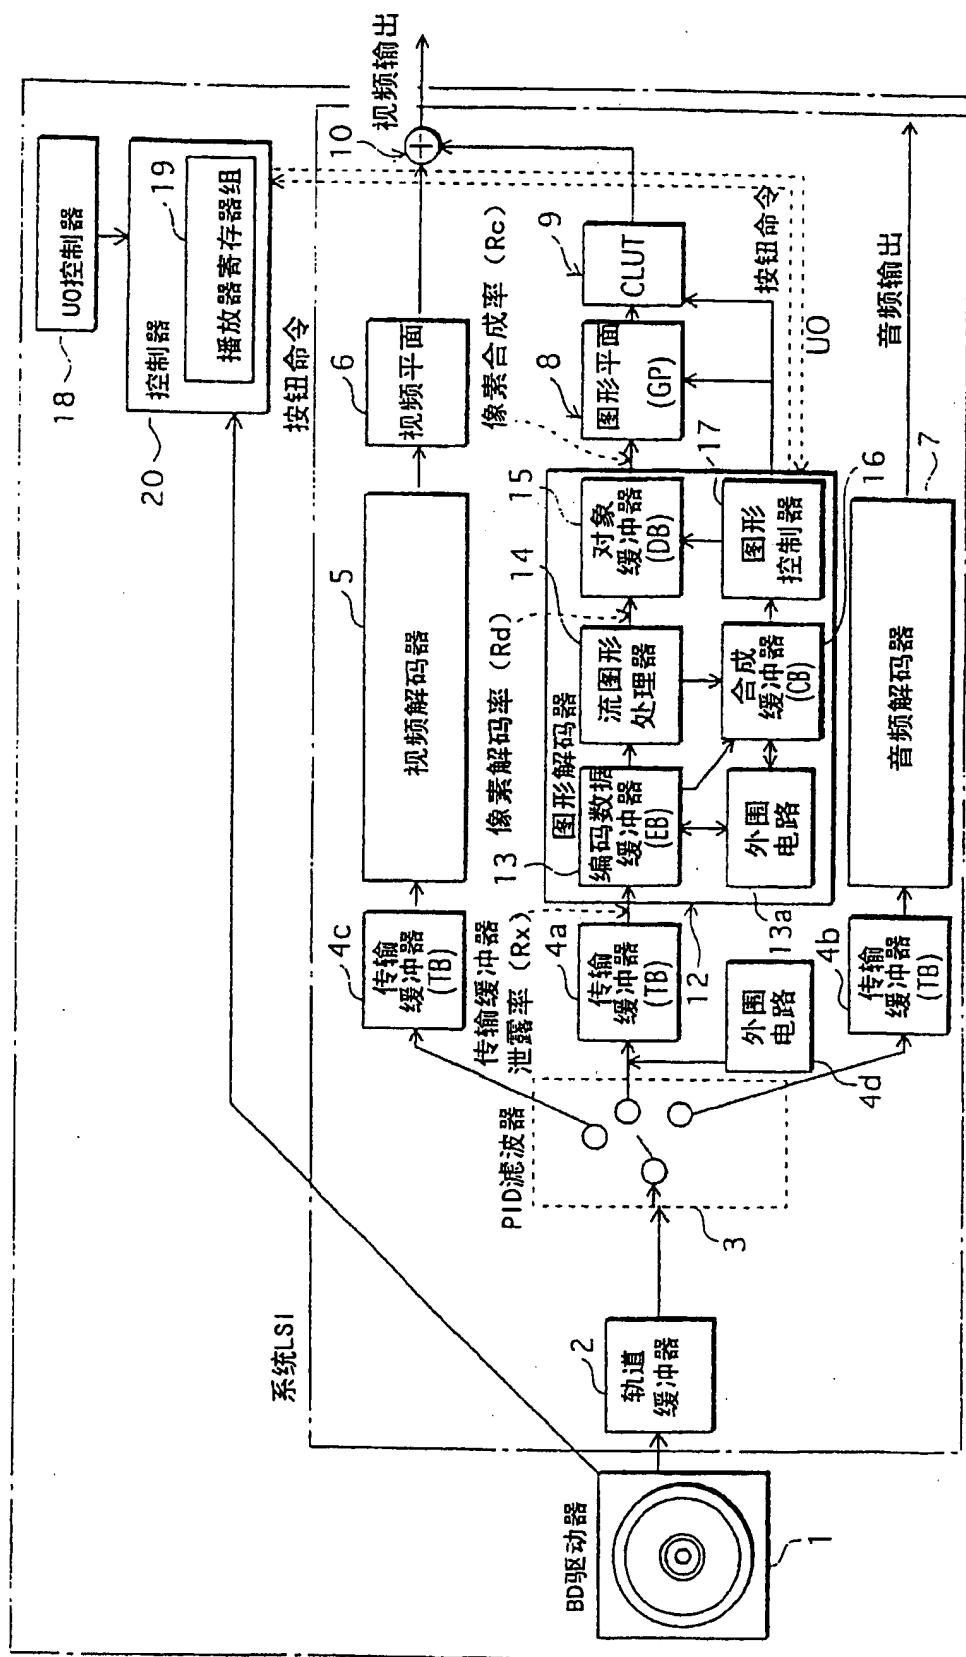 UO控制器
18
控制器
播放器寄存器组
19
20
按钮命令
视频输出
10
视频平面
6
视频解码器
5
传输
缓冲器
(TB)
4c
像素合成率（Rc）
CLUT
9
图形平面
(GP)
8
按钮命令
UO
像素解码率（Rd）
图形解码器
对象
缓冲器
(DB)
15
流图形
处理器
14
编码数据
缓冲器
(EB)
13
图形
控制器
17
合成
缓冲器
(CB)
16
外围
电路
13a
12
传输缓冲器
泄露率（Rx）
传输
缓冲器
(TB)
4a
外围
电路
4d
音频输出
音频解码器
7
传输
缓冲器
(TB)
4b
PID滤波器
3
系统LSI
轨道
缓冲器
2
BD驱动器
1